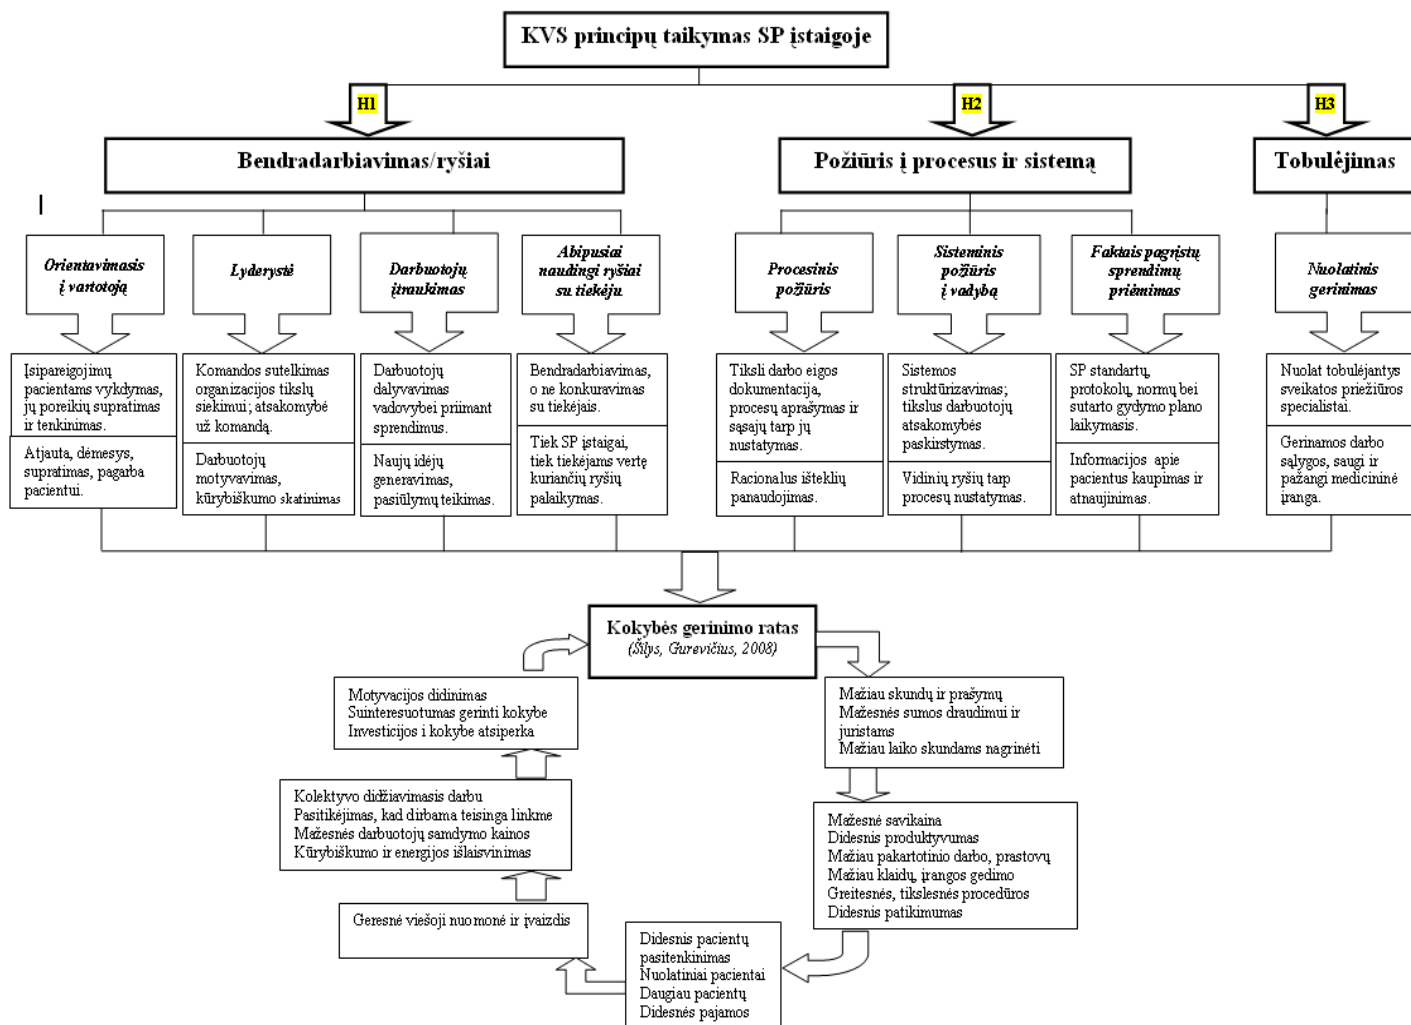 KVS principų taikymas SP įstaigoje
H1
H2
H3
Bendradarbiavimas/ryšiai
Požiūris į procesus ir sistemą
Tobulėjimas
Orientavimasis
į vartotoją
Lyderystė
Darbuotojų
įtraukimas
Abipusiai
naudingi ryšiai
su tiekėju
Procesinis
požiūris
Sisteminis
požiūris
į vadybą
Faktais pagrįstų
sprendimų
priėmimas
Nuolatinis
gerinimas
Įsipareigojimų
pacientams vykdymas,
jų poreikių supratimas
ir tenkinimas.
Atjauta, dėmesys,
supratimas, pagarba
pacientui.
Komandos sutelkimas
organizacijos tikslų
siekimui; atsakomybė
už komandą.
Darbuotojų
motyvavimas,
kūrybiškumo skatinimas
Darbuotojų
dalyvavimas
vadovybei priimant
sprendimus.
Naujų idėjų
generavimas,
pasiūlymų teikimas.
Bendradarbiavimas,
o ne konkuravimas
su tiekėjais.
Tiek SP įstaigai,
tiek tiekėjams vertę
kuriančių ryšių
palaikymas.
Tiksli darbo eigos
dokumentacija,
procesų aprašymas ir
sąsajų tarp jų
nustatymas.
Racionalus išteklių
panaudojimas.
Sistemos
struktūrizavimas;
tikslus darbuotojų
atsakomybės
paskirstymas.
Vidinių ryšių tarp
procesų nustatymas.
SP standartų,
protokolų, normų bei
sutarto gydymo plano
laikymasis.
Informacijos apie
pacientus kaupimas ir
atnaujinimas.
Nuolat tobulėjantys
sveikatos priežiūros
specialistai.
Gerinamos darbo
sąlygos, saugi ir
pažangi medicininė
įranga.
Kokybės gerinimo ratas
(Šilys, Gurevičius, 2008)
Motyvacijos didinimas
Suinteresuotumas gerinti kokybe
Investicijos i kokybe atsiperka
Mažiau skundų ir prašymų
Mažesnės sumos draudimui ir
juristams
Mažiau laiko skundams nagrinėti
Kolektyvo didžiavimasis darbu
Pasitikėjimas, kad dirbama teisinga linkme
Mažesnės darbuotojų samdymo kainos
Kūrybiškumo ir energijos išlaisvinimas
Mažesnė savikaina
Didesnis produktyvumas
Mažiau pakartotinio darbo, prastovų
Mažiau klaidų, įrangos gedimo
Greitesnės, tikslesnės procedūros
Didesnis patikimumas
Geresnė viešoji nuomonė ir įvaizdis
Didesnis pacientų
pasitenkinimas
Nuolatiniai pacientai
Daugiau pacientų
Didesnės pajamos